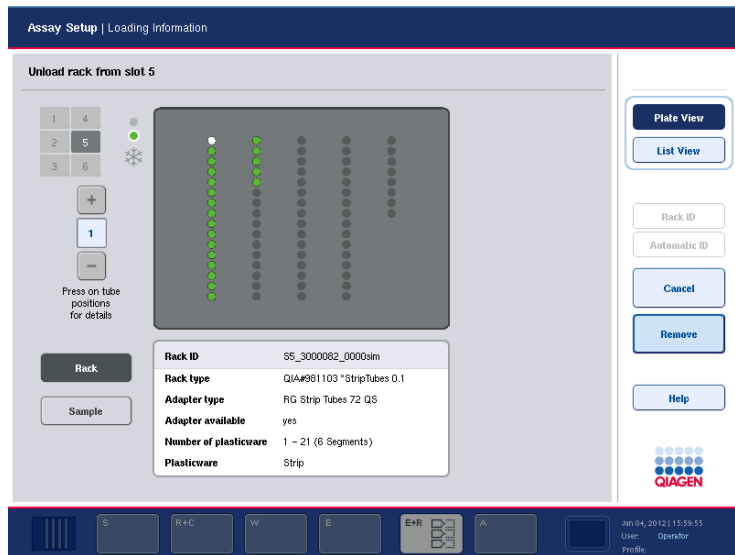 Assay Setup | Loading Information
Unload rack from slot 5
1 4
2 5
3 6
+
1
−
Press on tube
positions
for details
Rack
Sample
Rack ID S5_3000082_0000sim
Rack type QIA#981103 "StripTubes 0.1
Adapter type RG Strip Tubes 72 QS
Adapter available yes
Number of plasticware 1 - 21 (6 Segments)
Plasticware Strip
Plate View
List View
Rack ID
Automatic ID
Cancel
Remove
Help
QIAGEN
S R+C W E E+R A
Jun 04, 2012 | 15:59:55
User: Operator
Profile: